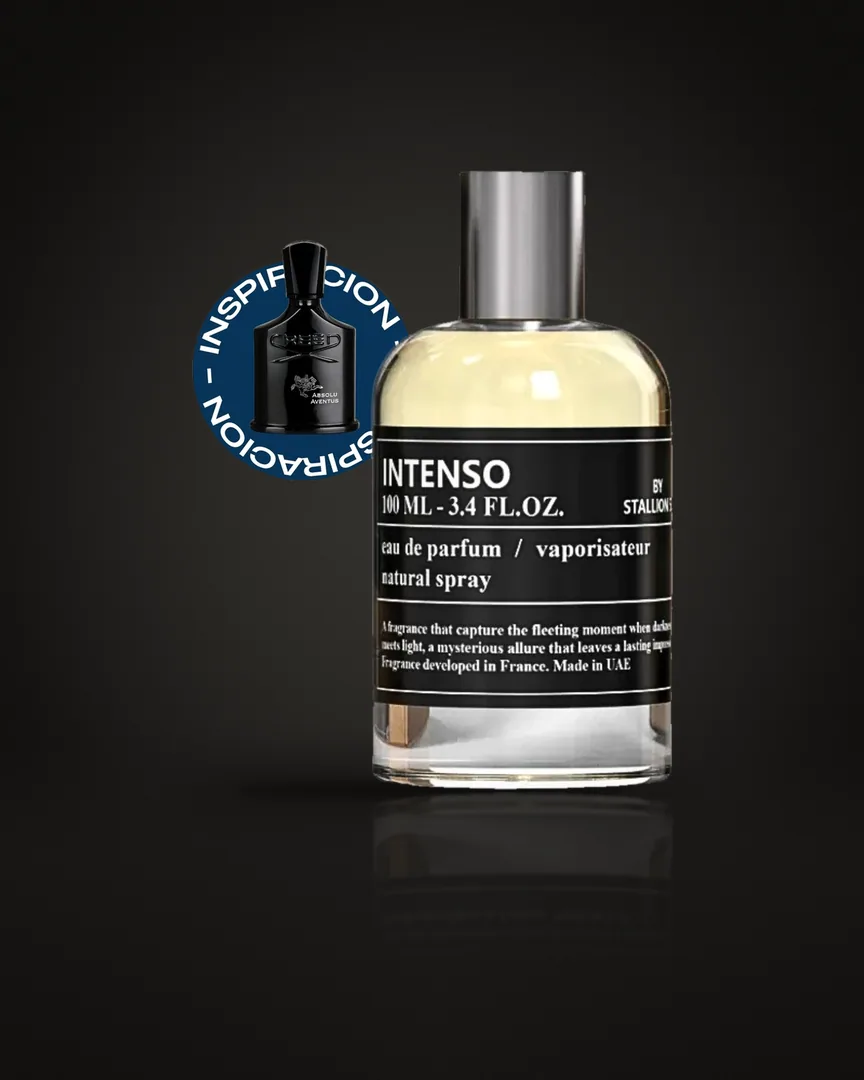 - INSPIRACION -
INSPIRACION
CREED
ABSOLU
AVENTUS
INTENSO
100 ML - 3.4 FL.OZ.
BY
STALLION
eau de parfum / vaporisateur
natural spray
A fragrance that capture the fleeting moment when
meets light, a mysterious allure that leaves a lasting
Fragrance developed in France. Made in UAE